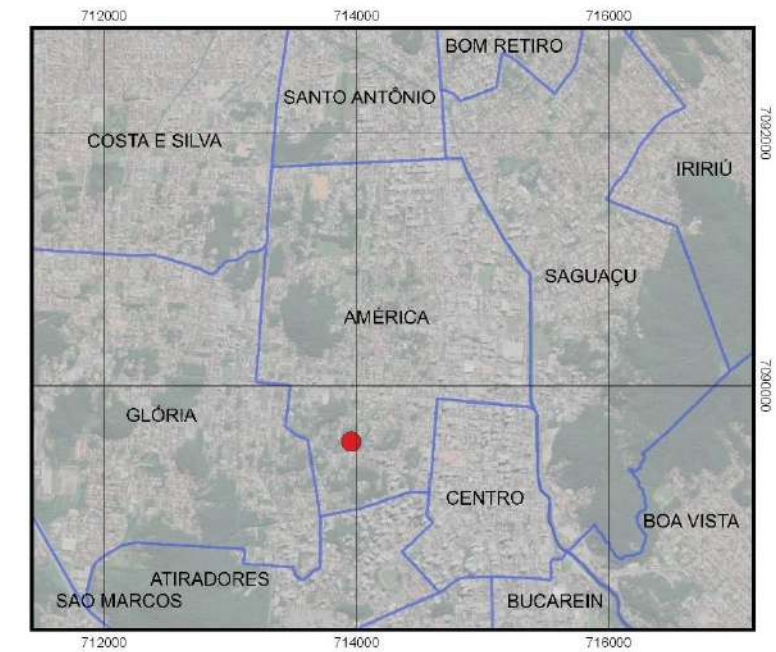 712000 714000 716000
BOM RETIRO
SANTO ANTÔNIO
7092000
COSTA E SILVA
IRIRIÚ
SAGUAÇU
AMÉRICA
7090000
GLÓRIA
CENTRO
BOA VISTA
ATIRADORES
SAO MARCOS
BUCAREIN
712000 714000 716000